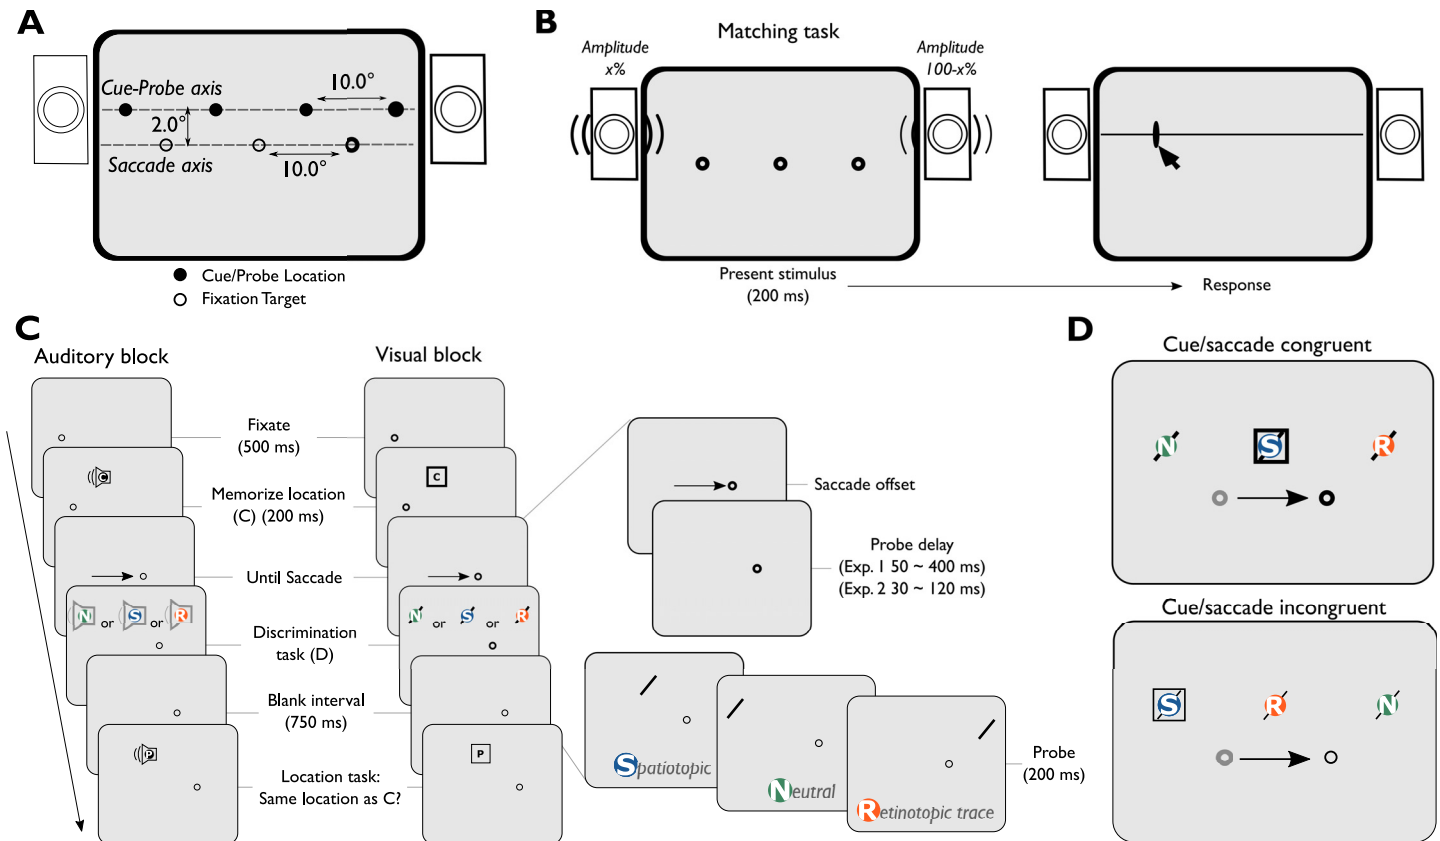 A
Cue-Probe axis
10.0°
2.0°
Saccade axis
10.0°
Cue/Probe Location
Fixation Target
B
Matching task
Amplitude
x%
Amplitude
100-x%
Present stimulus
(200 ms)
Response
C
Auditory block
Visual block
Fixate
(500 ms)
C
C
Memorize location
(C) (200 ms)
Until Saccade
N or S or R
N or S or R
Discrimination
task (D)
Blank interval
(750 ms)
P
P
Location task:
Same location as C?
Saccade offset
Probe delay
(Exp. 1 50 ~ 400 ms)
(Exp. 2 30 ~ 120 ms)
Spatiotopic
Neutral
Retinotopic trace
Probe
(200 ms)
D
Cue/saccade congruent
N S R
Cue/saccade incongruent
S R N